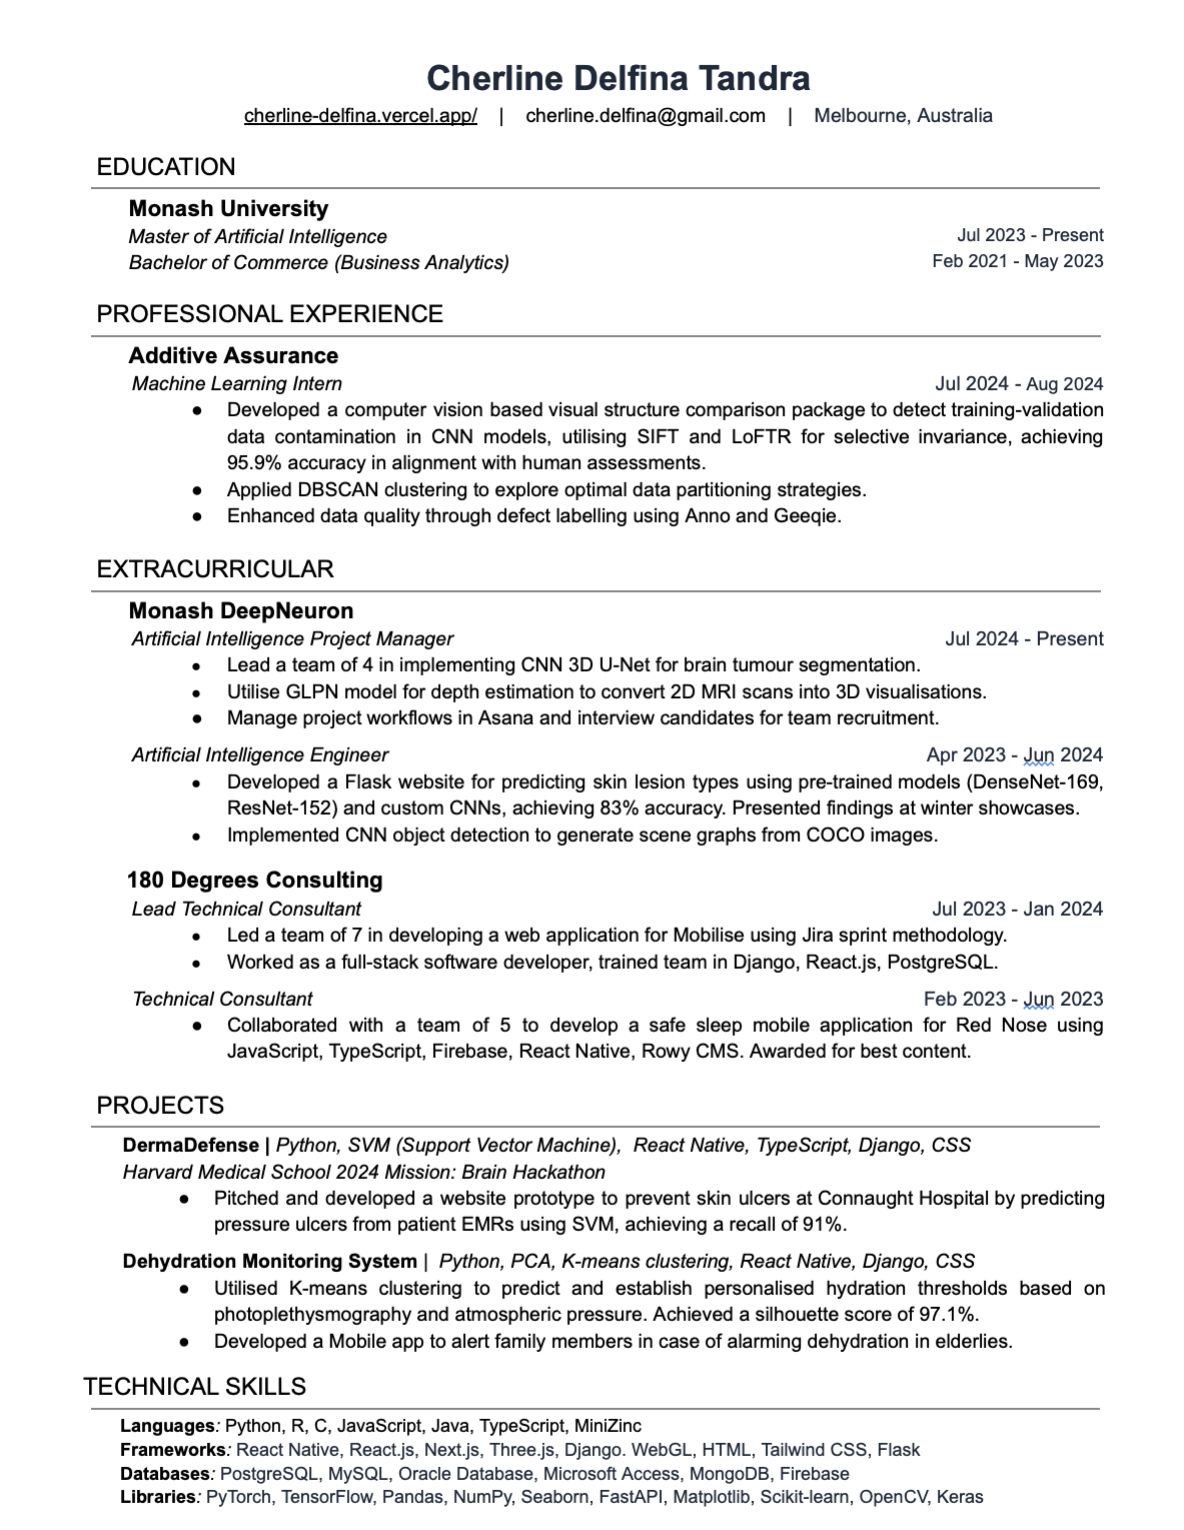 Cherline Delfina Tandra
cherline-delfina.vercel.app/ | cherline.delfina@gmail.com | Melbourne, Australia
EDUCATION
Monash University
Master of Artificial Intelligence Jul 2023 - Present
Bachelor of Commerce (Business Analytics) Feb 2021 - May 2023
PROFESSIONAL EXPERIENCE
Additive Assurance
Machine Learning Intern Jul 2024 - Aug 2024
● Developed a computer vision based visual structure comparison package to detect training-validation
data contamination in CNN models, utilising SIFT and LoFTR for selective invariance, achieving
95.9% accuracy in alignment with human assessments.
● Applied DBSCAN clustering to explore optimal data partitioning strategies.
● Enhanced data quality through defect labelling using Anno and Geeqie.
EXTRACURRICULAR
Monash DeepNeuron
Artificial Intelligence Project Manager Jul 2024 - Present
● Lead a team of 4 in implementing CNN 3D U-Net for brain tumour segmentation.
● Utilise GLPN model for depth estimation to convert 2D MRI scans into 3D visualisations.
● Manage project workflows in Asana and interview candidates for team recruitment.
Artificial Intelligence Engineer Apr 2023 - Jun 2024
● Developed a Flask website for predicting skin lesion types using pre-trained models (DenseNet-169,
ResNet-152) and custom CNNs, achieving 83% accuracy. Presented findings at winter showcases.
● Implemented CNN object detection to generate scene graphs from COCO images.
180 Degrees Consulting
Lead Technical Consultant Jul 2023 - Jan 2024
● Led a team of 7 in developing a web application for Mobilise using Jira sprint methodology.
● Worked as a full-stack software developer, trained team in Django, React.js, PostgreSQL.
Technical Consultant Feb 2023 - Jun 2023
● Collaborated with a team of 5 to develop a safe sleep mobile application for Red Nose using
JavaScript, TypeScript, Firebase, React Native, Rowy CMS. Awarded for best content.
PROJECTS
DermaDefense | Python, SVM (Support Vector Machine), React Native, TypeScript, Django, CSS
Harvard Medical School 2024 Mission: Brain Hackathon
● Pitched and developed a website prototype to prevent skin ulcers at Connaught Hospital by predicting
pressure ulcers from patient EMRs using SVM, achieving a recall of 91%.
Dehydration Monitoring System | Python, PCA, K-means clustering, React Native, Django, CSS
● Utilised K-means clustering to predict and establish personalised hydration thresholds based on
photoplethysmography and atmospheric pressure. Achieved a silhouette score of 97.1%.
● Developed a Mobile app to alert family members in case of alarming dehydration in elderlies.
TECHNICAL SKILLS
Languages: Python, R, C, JavaScript, Java, TypeScript, MiniZinc
Frameworks: React Native, React.js, Next.js, Three.js, Django. WebGL, HTML, Tailwind CSS, Flask
Databases: PostgreSQL, MySQL, Oracle Database, Microsoft Access, MongoDB, Firebase
Libraries: PyTorch, TensorFlow, Pandas, NumPy, Seaborn, FastAPI, Matplotlib, Scikit-learn, OpenCV, Keras